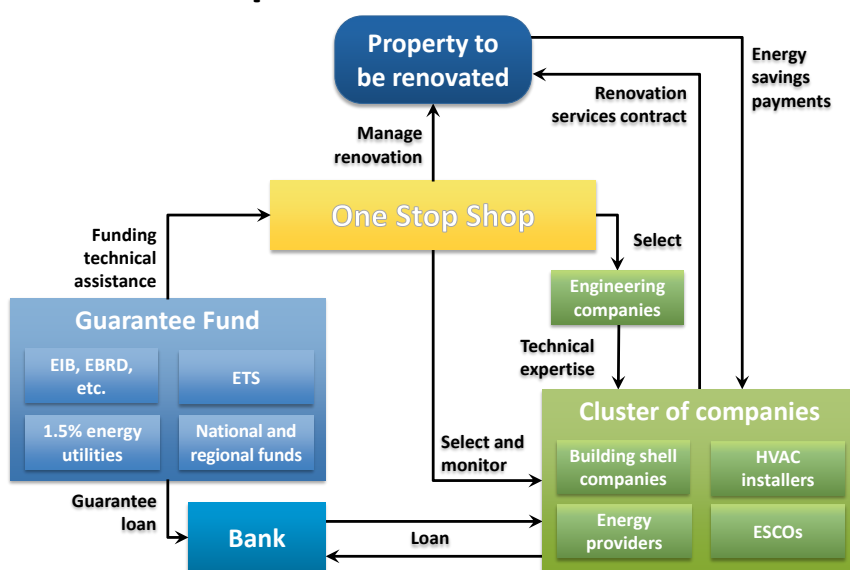 Property to
be renovated
Energy
savings
payments
Renovation
services contract
Manage
renovation
One Stop Shop
Funding
technical
assistance
Select
Engineering
companies
Guarantee Fund
EIB, EBRD,
etc.
ETS
1.5% energy
utilities
National and
regional funds
Technical
expertise
Cluster of companies
Building shell
companies
HVAC
installers
Energy
providers
ESCOs
Select and
monitor
Guarantee
loan
Bank
Loan